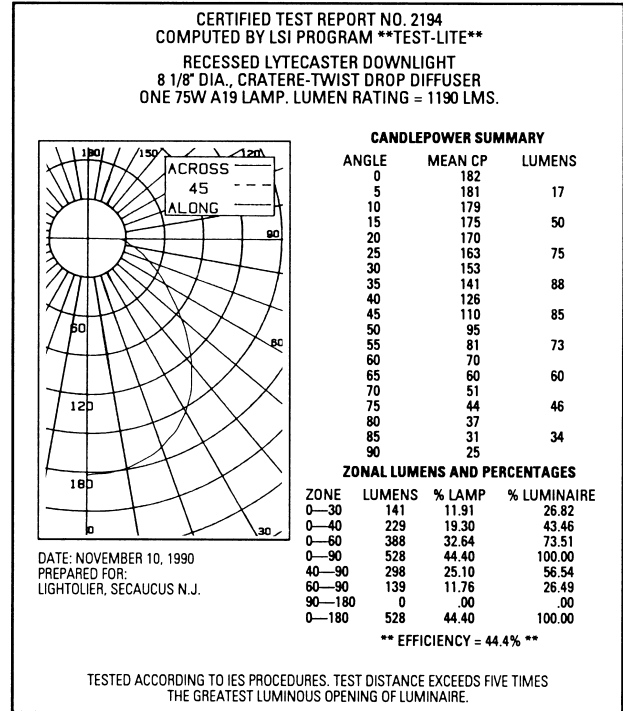 CERTIFIED TEST REPORT NO. 2194
COMPUTED BY LSI PROGRAM **TEST-LITE**
RECESSED LYTECASTER DOWNLIGHT
8 1/8" DIA., CRATERE-TWIST DROP DIFFUSER
ONE 75W A19 LAMP. LUMEN RATING = 1190 LMS.
180 150 120
ACROSS
45
ALONG
90
60
60
120
180
0 30
DATE: NOVEMBER 10, 1990
PREPARED FOR:
LIGHTOLIER, SECAUCUS N.J.
CANDLEPOWER SUMMARY
ANGLE MEAN CP LUMENS
0 182
5 181 17
10 179
15 175 50
20 170
25 163 75
30 153
35 141 88
40 126
45 110 85
50 95
55 81 73
60 70
65 60 60
70 51
75 44 46
80 37
85 31 34
90 25
ZONAL LUMENS AND PERCENTAGES
ZONE LUMENS % LAMP % LUMINAIRE
0—30 141 11.91 26.82
0—40 229 19.30 43.46
0—60 388 32.64 73.51
0—90 528 44.40 100.00
40—90 298 25.10 56.54
60—90 139 11.76 26.49
90—180 0 .00 .00
0—180 528 44.40 100.00
** EFFICIENCY = 44.4% **
TESTED ACCORDING TO IES PROCEDURES. TEST DISTANCE EXCEEDS FIVE TIMES
THE GREATEST LUMINOUS OPENING OF LUMINAIRE.